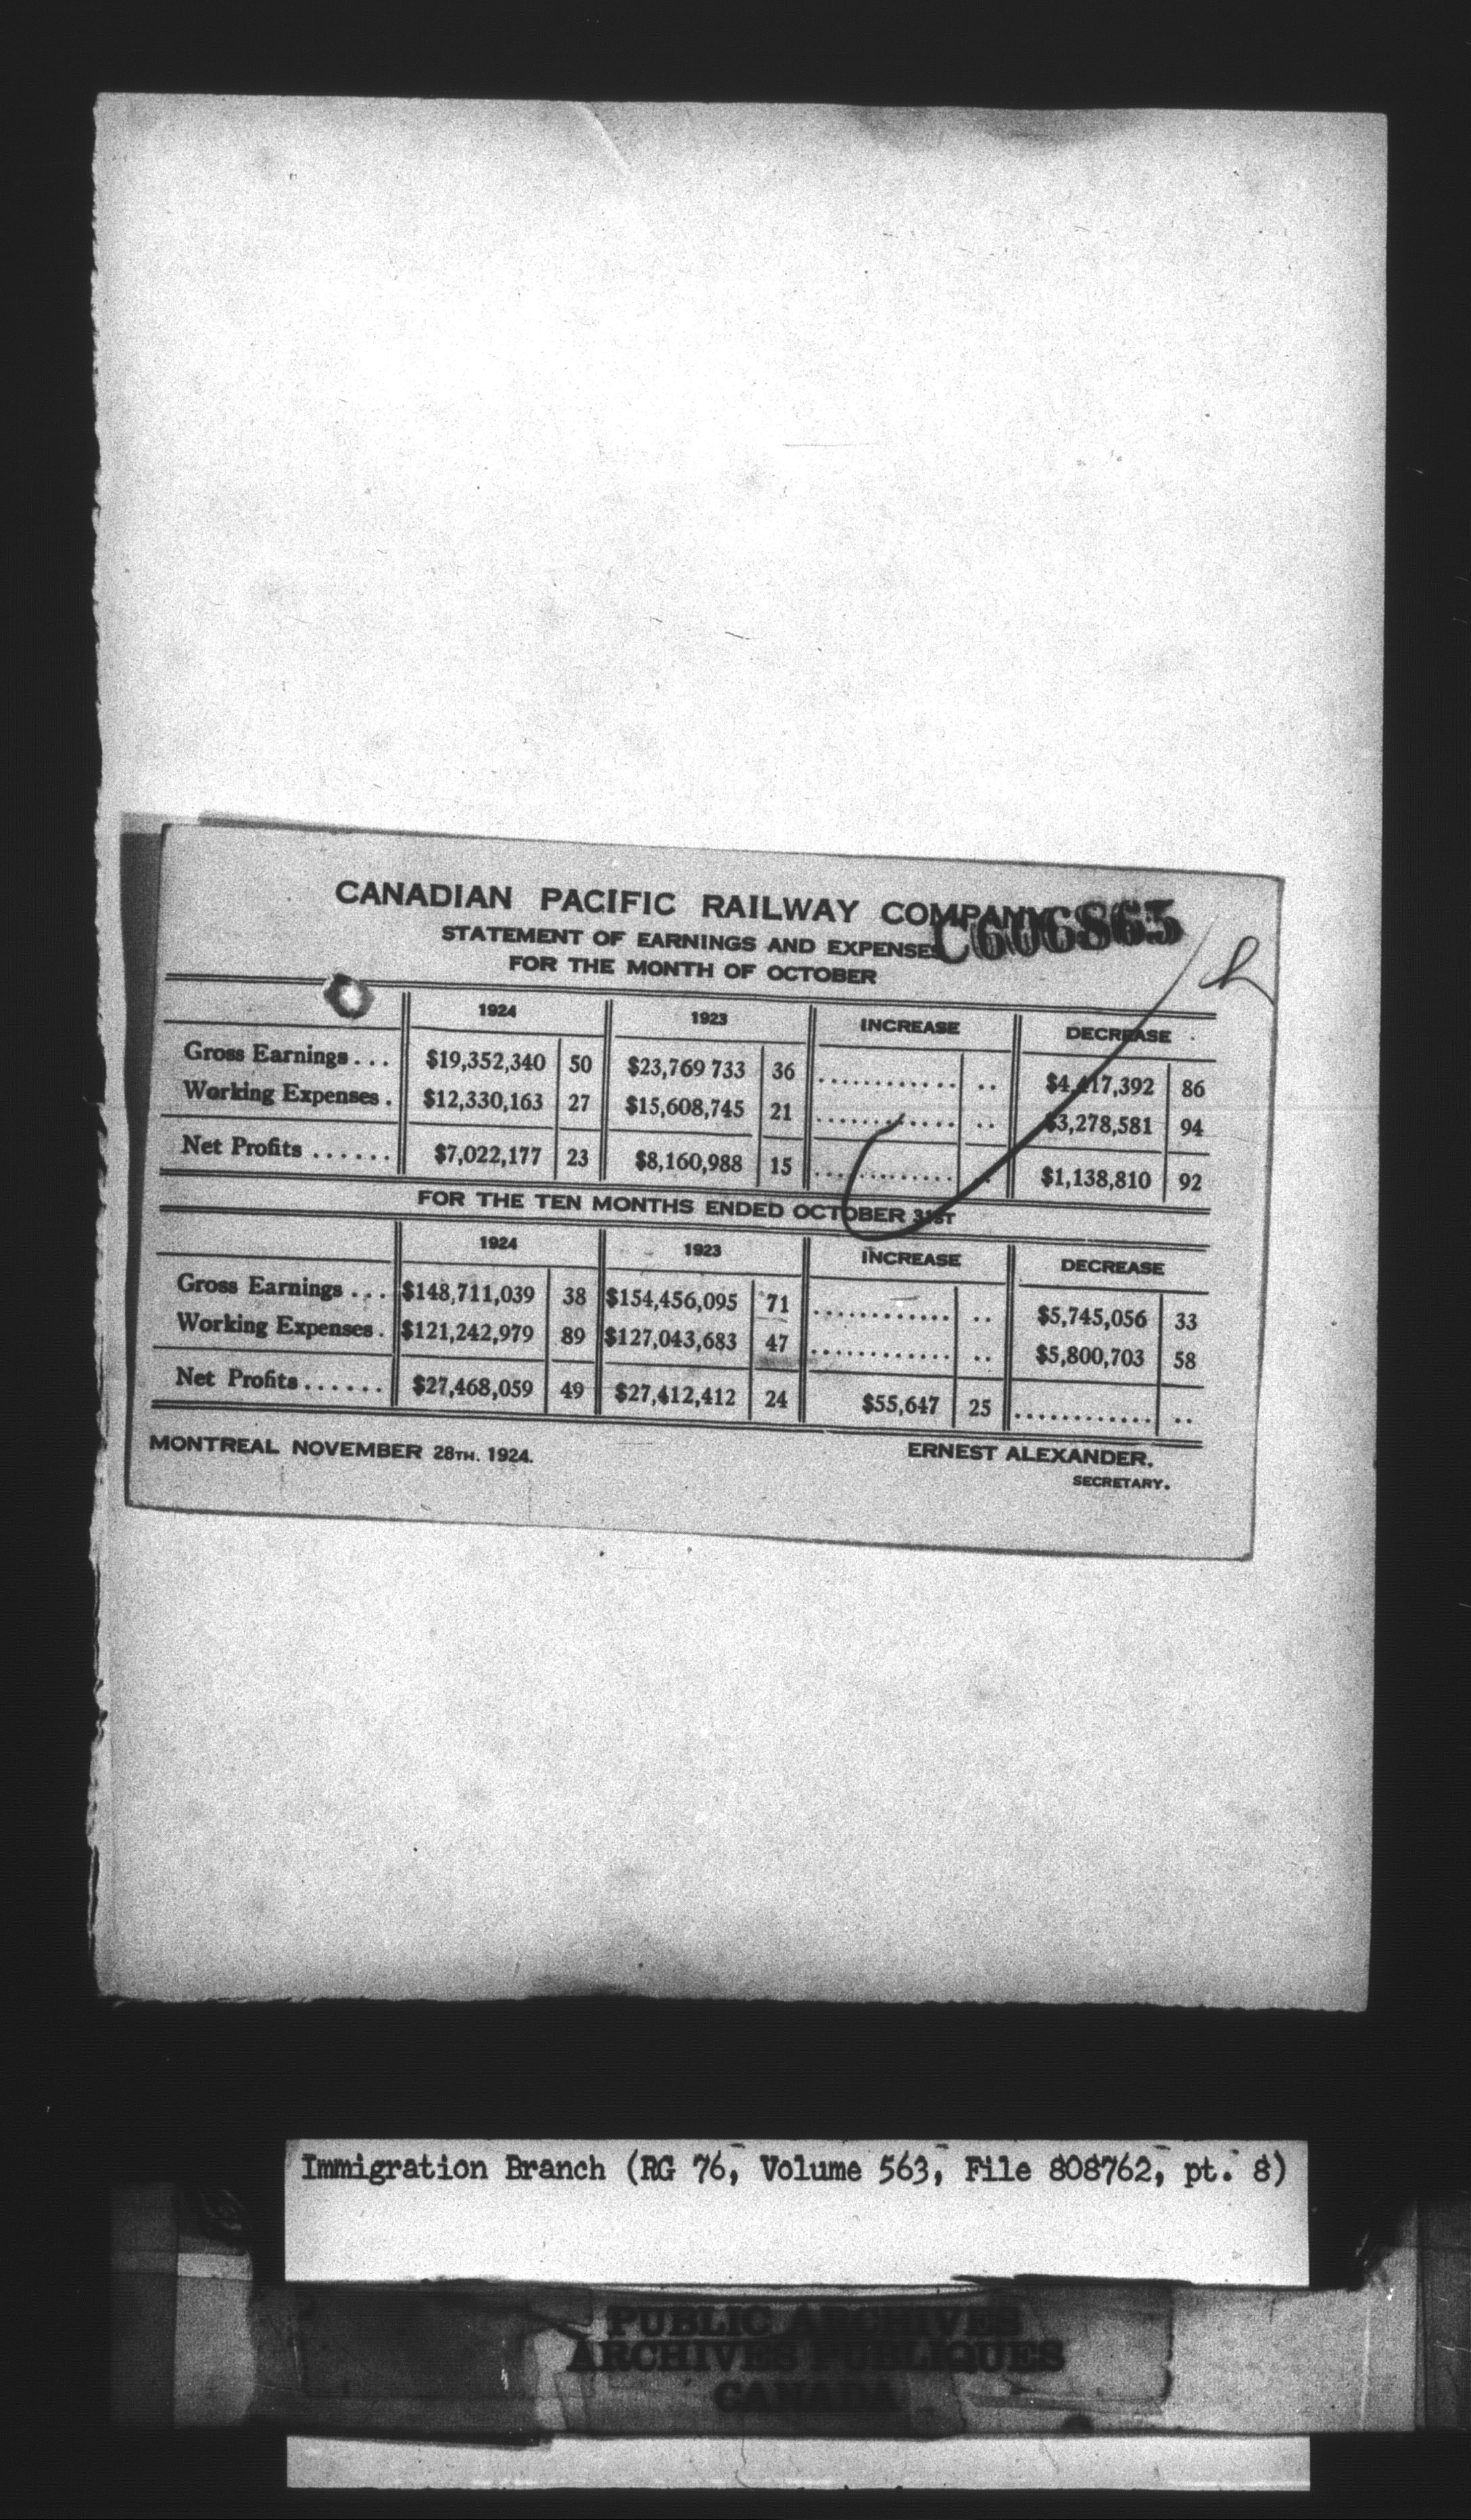 CANADIAN PACIFIC RAILWAY COMPANY
C606865
STATEMENT OF EARNINGS AND EXPENSES
FOR THE MONTH OF OCTOBER
1924 1923 INCREASE DECREASE
Gross Earnings... $19,352,340 50 $23,769 733 36 ............ .. $4,417,392 86
Working Expenses. $12,330,163 27 $15,608,745 21 ............ .. $3,278,581 94
Net Profits ...... $7,022,177 23 $8,160,988 15 ............ .. $1,138,810 92
FOR THE TEN MONTHS ENDED OCTOBER 31ST
1924 1923 INCREASE DECREASE
Gross Earnings ... $148,711,039 38 $154,456,095 71 ............ .. $5,745,056 33
Working Expenses. $121,242,979 89 $127,043,683 47 ............ .. $5,800,703 58
Net Profits...... $27,468,059 49 $27,412,412 24 $55,647 25 ............ ..
MONTREAL NOVEMBER 28TH. 1924. ERNEST ALEXANDER.
SECRETARY.
Immigration Branch (RG 76, Volume 563, File 808762, pt. 8)
PUBLIC ARCHIVES
ARCHIVES PUBLIQUES
CANADA